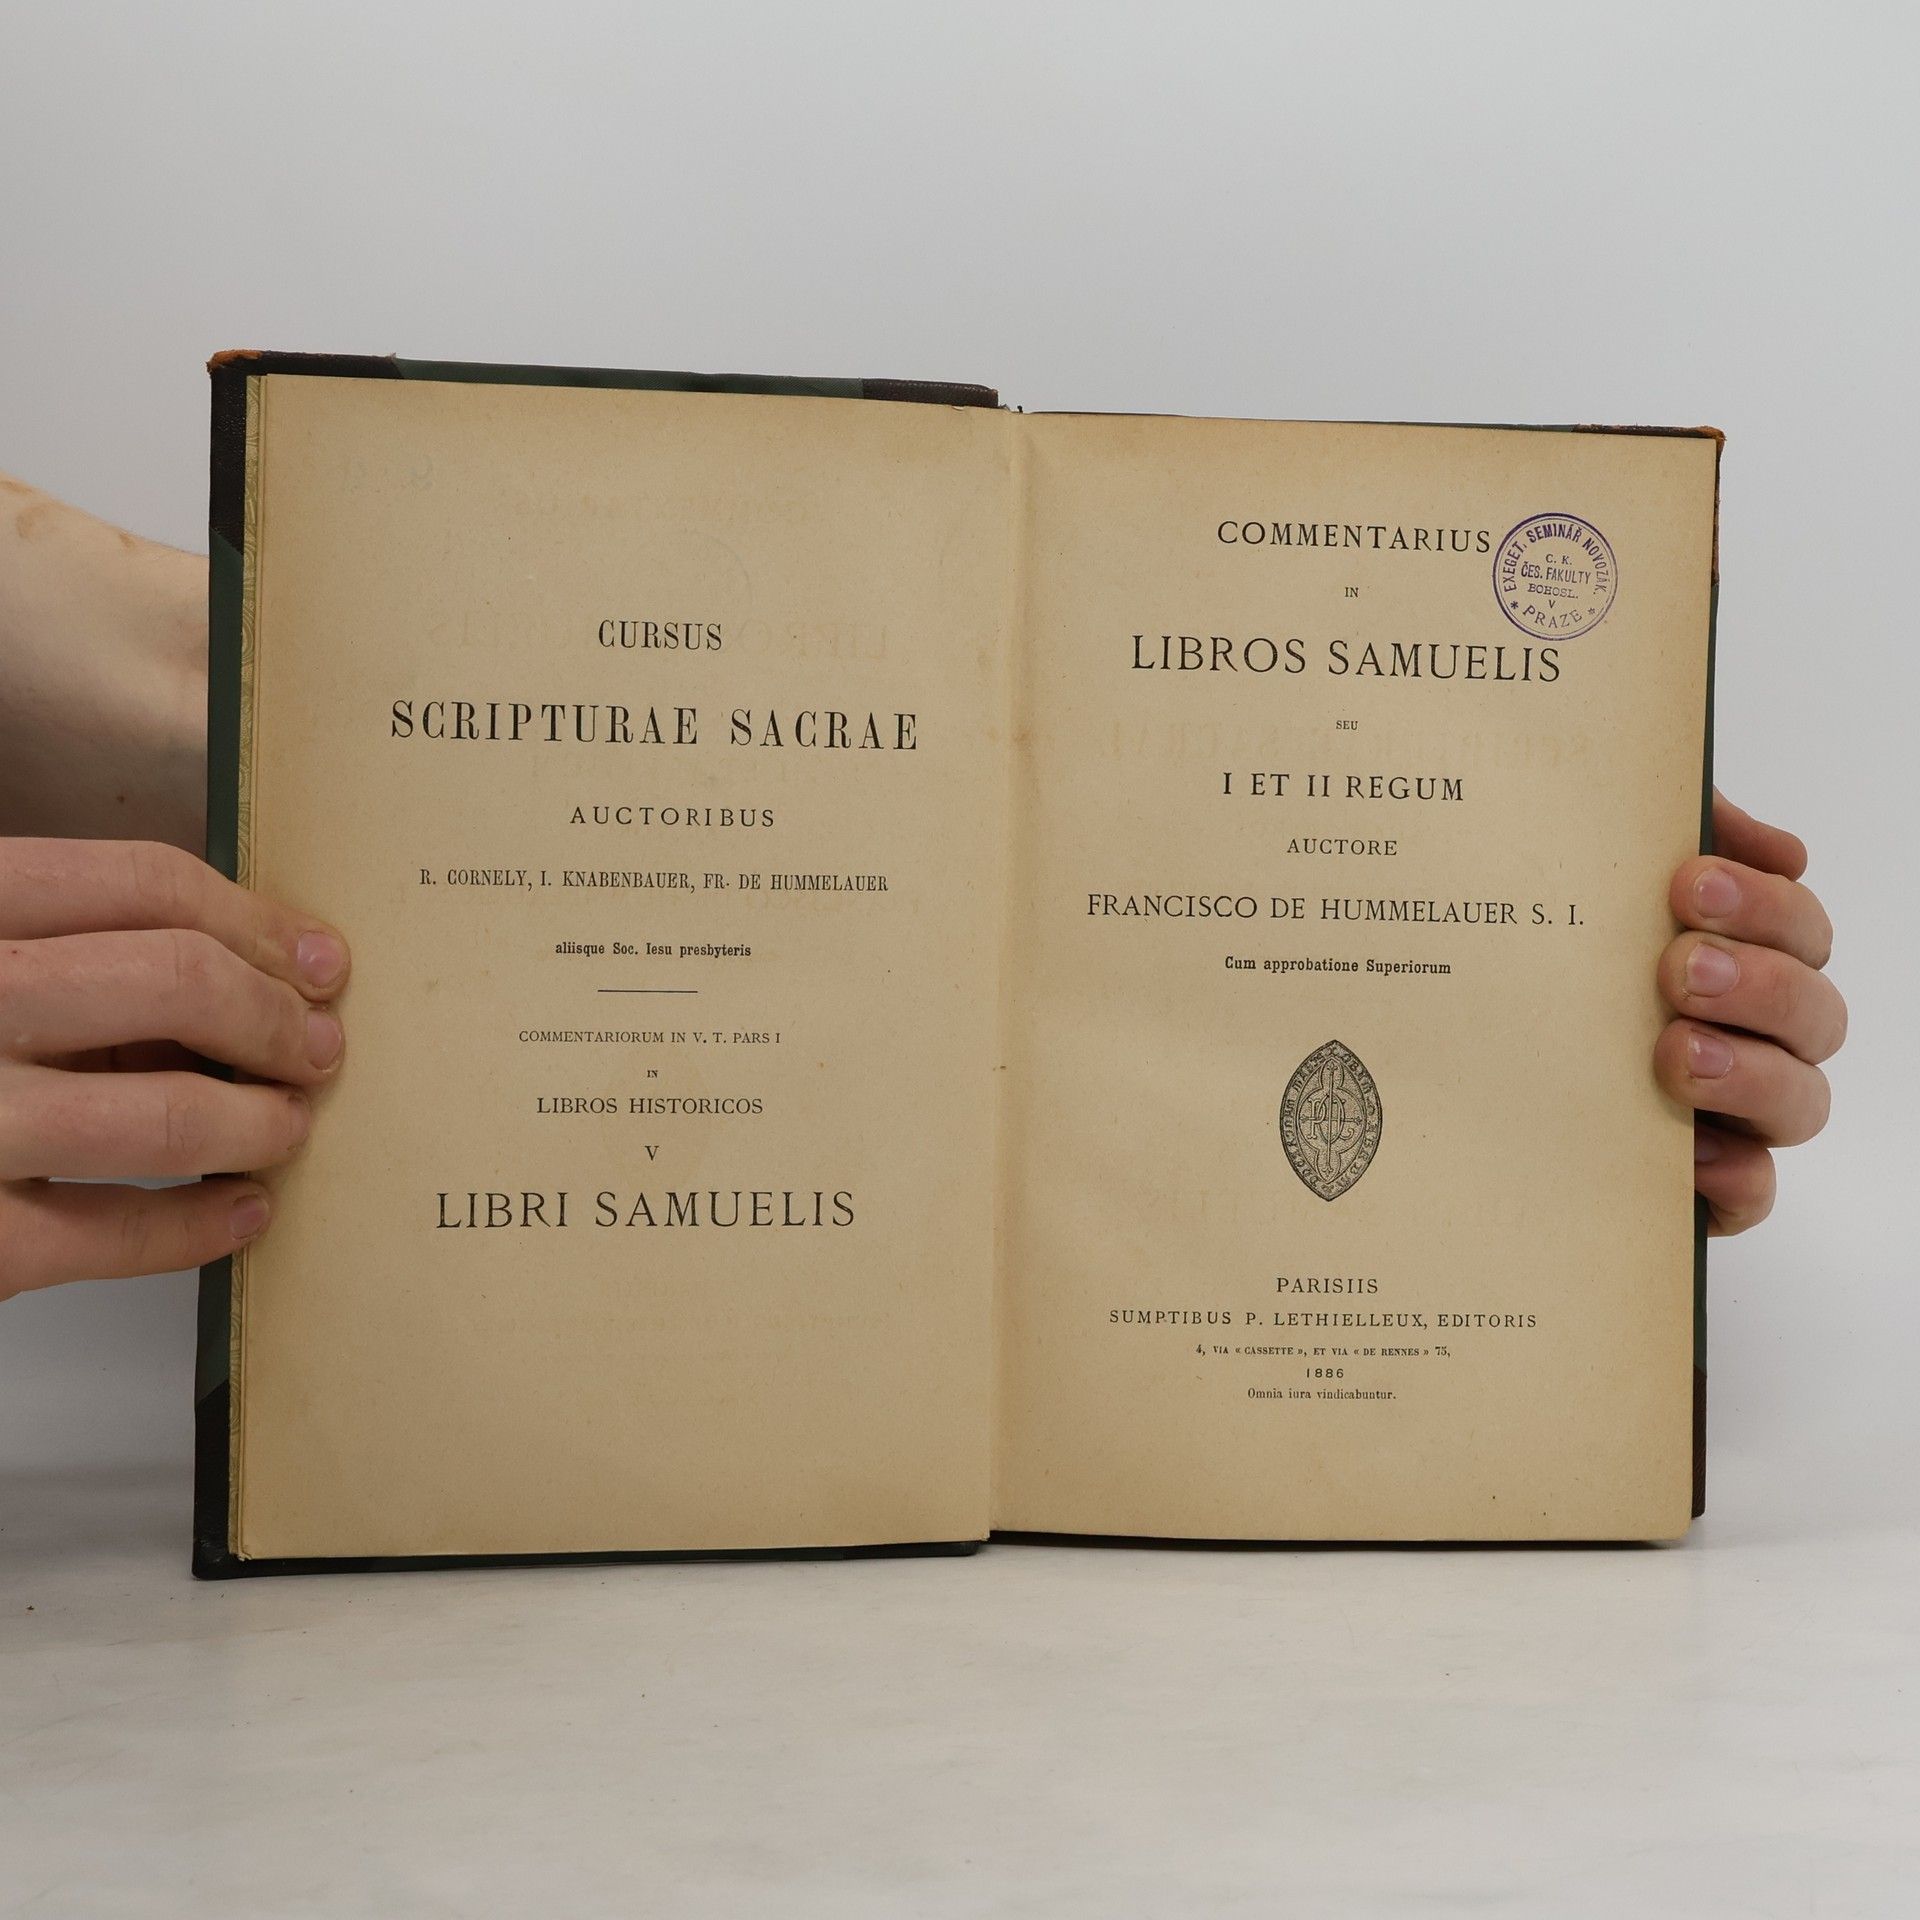 CURSUS
SCRIPTURAE SACRAE
AUCTORIBUS
R. CORNELY, I. KNABENBAUER, FR. DE HUMMELAUER
aliisque Soc. Iesu presbyteris
COMMENTARIORUM IN V. T. PARS I
IN
LIBROS HISTORICOS
V
LIBRI SAMUELIS
COMMENTARIUS
IN
LIBROS SAMUELIS
SEU
I ET II REGUM
AUCTORE
FRANCISCO DE HUMMELAUER S. I.
Cum approbatione Superiorum
PARISIIS
SUMPTIBUS P. LETHIELLEUX, EDITORIS
4, VIA « CASSETTE », ET VIA « DE RENNES » 75,
1886
Omnia iura vindicabuntur.
EXEGET. SEMINÁŘ NOVOZÁK.
C. K.
ČES. FAKULTY
BOHOSL.
V
* PRAZE *